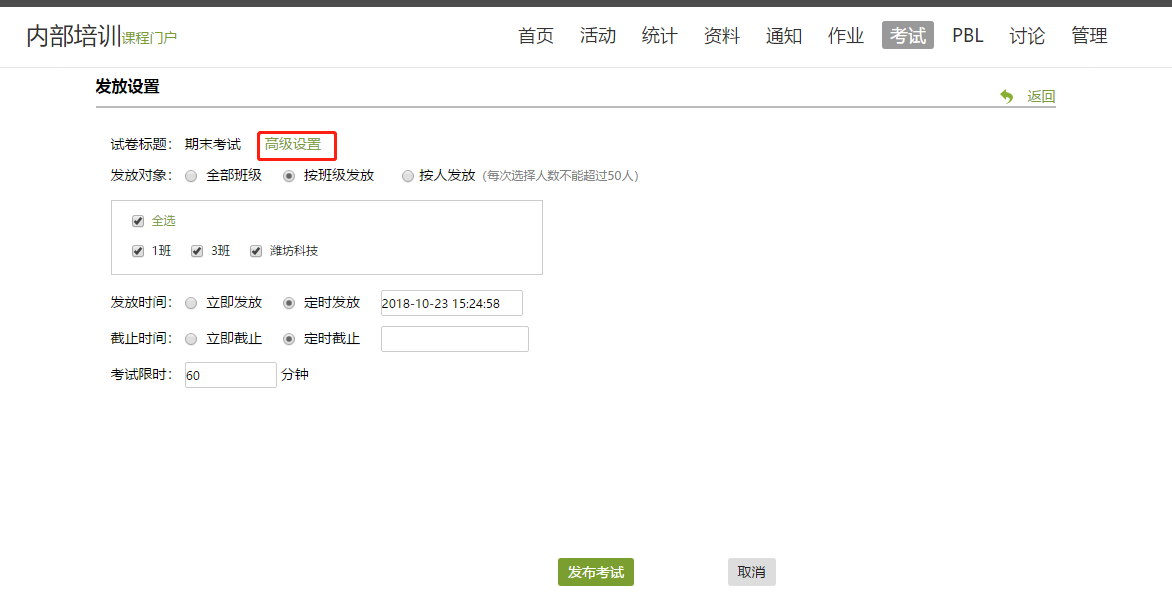 内部培训课程门户 首页 活动 统计 资料 通知 作业 考试 PBL 讨论 管理
发放设置 返回
试卷标题： 期末考试 高级设置
发放对象： 全部班级 按班级发放 按人发放（每次选择人数不能超过50人）
全选
1班 3班 潍坊科技
发放时间： 立即发放 定时发放 2018-10-23 15:24:58
截止时间： 立即截止 定时截止
考试限时： 60 分钟
发布考试 取消